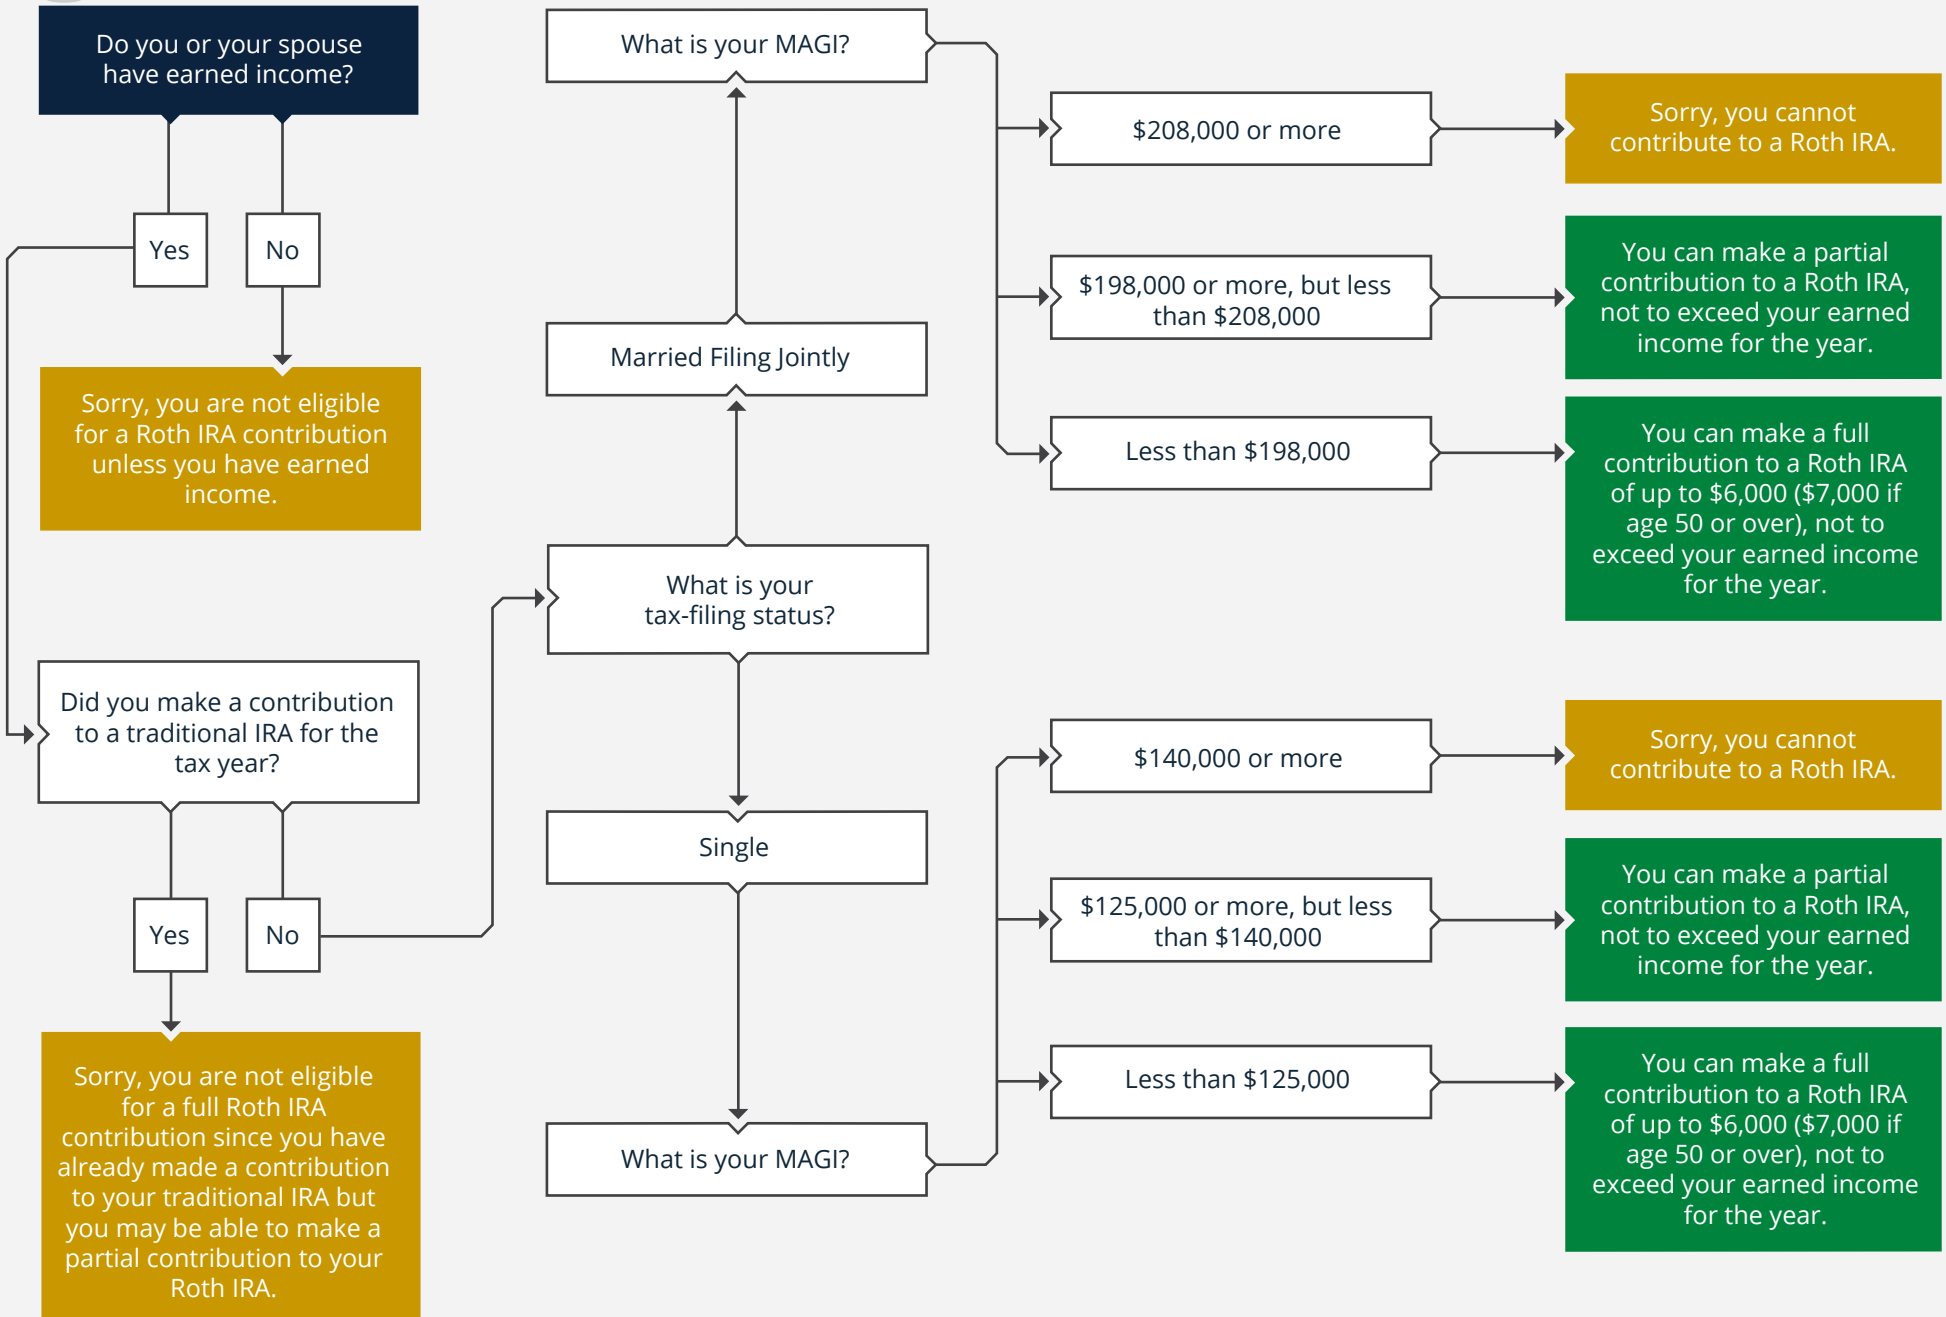 Do you or your spouse
have earned income?
Yes
No
Sorry, you are not eligible
for a Roth IRA contribution
unless you have earned
income.
Did you make a contribution
to a traditional IRA for the
tax year?
Yes
No
Sorry, you are not eligible
for a full Roth IRA
contribution since you have
already made a contribution
to your traditional IRA but
you may be able to make a
partial contribution to your
Roth IRA.
What is your MAGI?
Married Filing Jointly
What is your
tax-filing status?
Single
What is your MAGI?
$208,000 or more
$198,000 or more, but less
than $208,000
Less than $198,000
$140,000 or more
$125,000 or more, but less
than $140,000
Less than $125,000
Sorry, you cannot
contribute to a Roth IRA.
You can make a partial
contribution to a Roth IRA,
not to exceed your earned
income for the year.
You can make a full
contribution to a Roth IRA
of up to $6,000 ($7,000 if
age 50 or over), not to
exceed your earned income
for the year.
Sorry, you cannot
contribute to a Roth IRA.
You can make a partial
contribution to a Roth IRA,
not to exceed your earned
income for the year.
You can make a full
contribution to a Roth IRA
of up to $6,000 ($7,000 if
age 50 or over), not to
exceed your earned income
for the year.